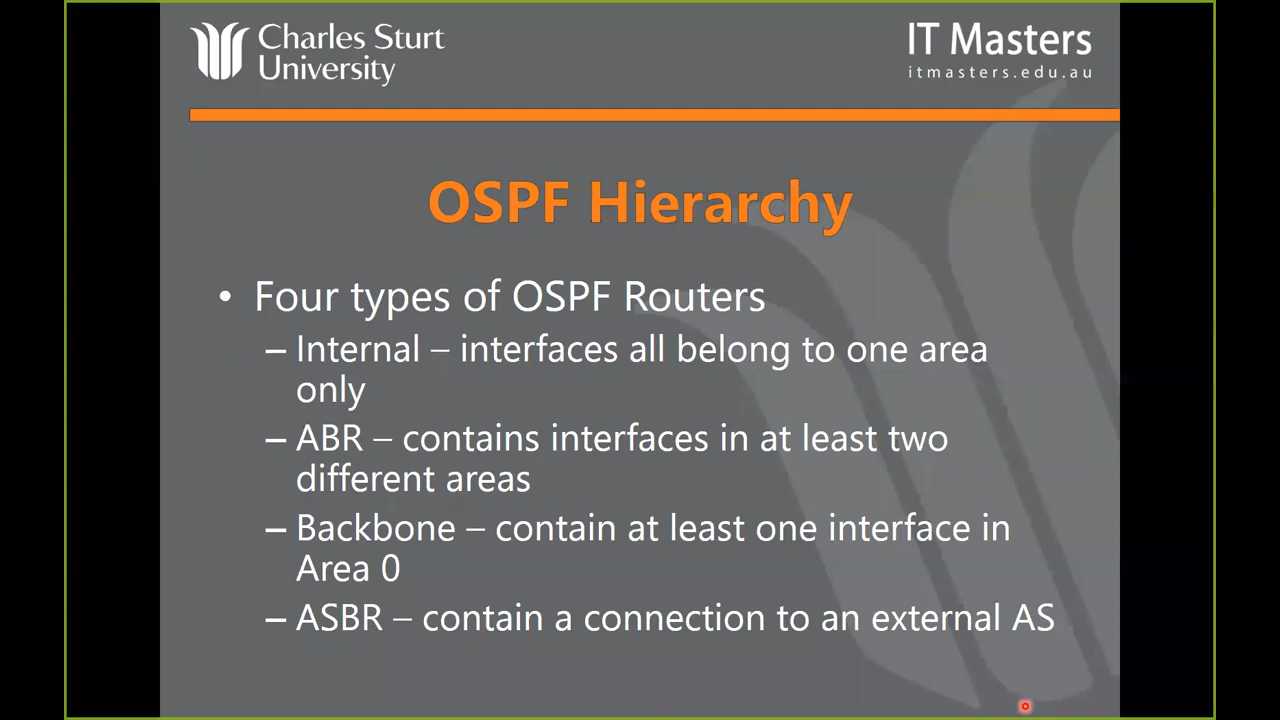 Charles Sturt
University
IT Masters
itmasters.edu.au
OSPF Hierarchy
• Four types of OSPF Routers
– Internal – interfaces all belong to one area
only
– ABR – contains interfaces in at least two
different areas
– Backbone – contain at least one interface in
Area 0
– ASBR – contain a connection to an external AS